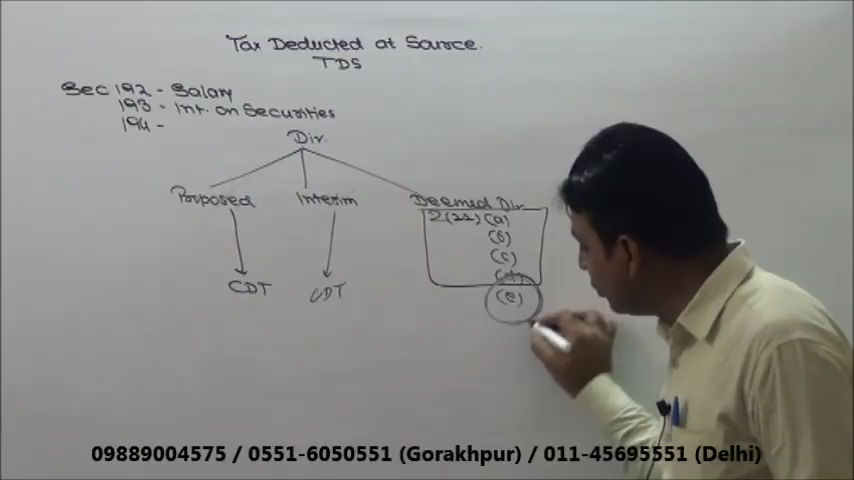 Tax Deducted at Source.
TDS
Sec 192 - Salary
193 - Int. on Securities
194 -
Div.
Proposed Interim Deemed Div.
2(22) (a)
(b)
(c)
(d)
(e)
CDT CDT
09889004575 / 0551-6050551 (Gorakhpur) / 011-45695551 (Delhi)